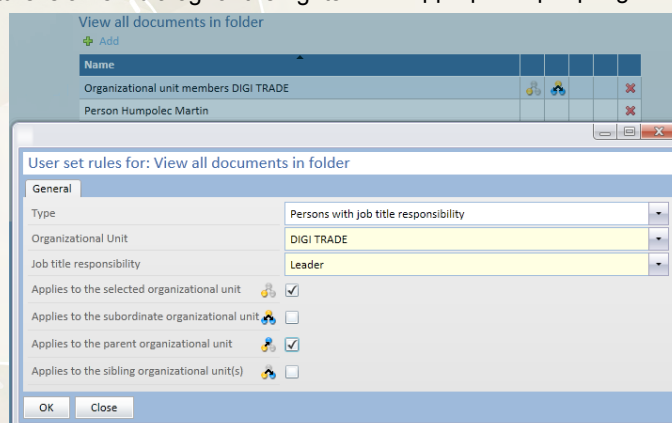 View all documents in folder
Add
Name
Organizational unit members DIGI TRADE
Person Humpolec Martin
User set rules for: View all documents in folder
General
Type Persons with job title responsibility
Organizational Unit DIGI TRADE
Job title responsibility Leader
Applies to the selected organizational unit
Applies to the subordinate organizational unit
Applies to the parent organizational unit
Applies to the sibling organizational unit(s)
OK Close